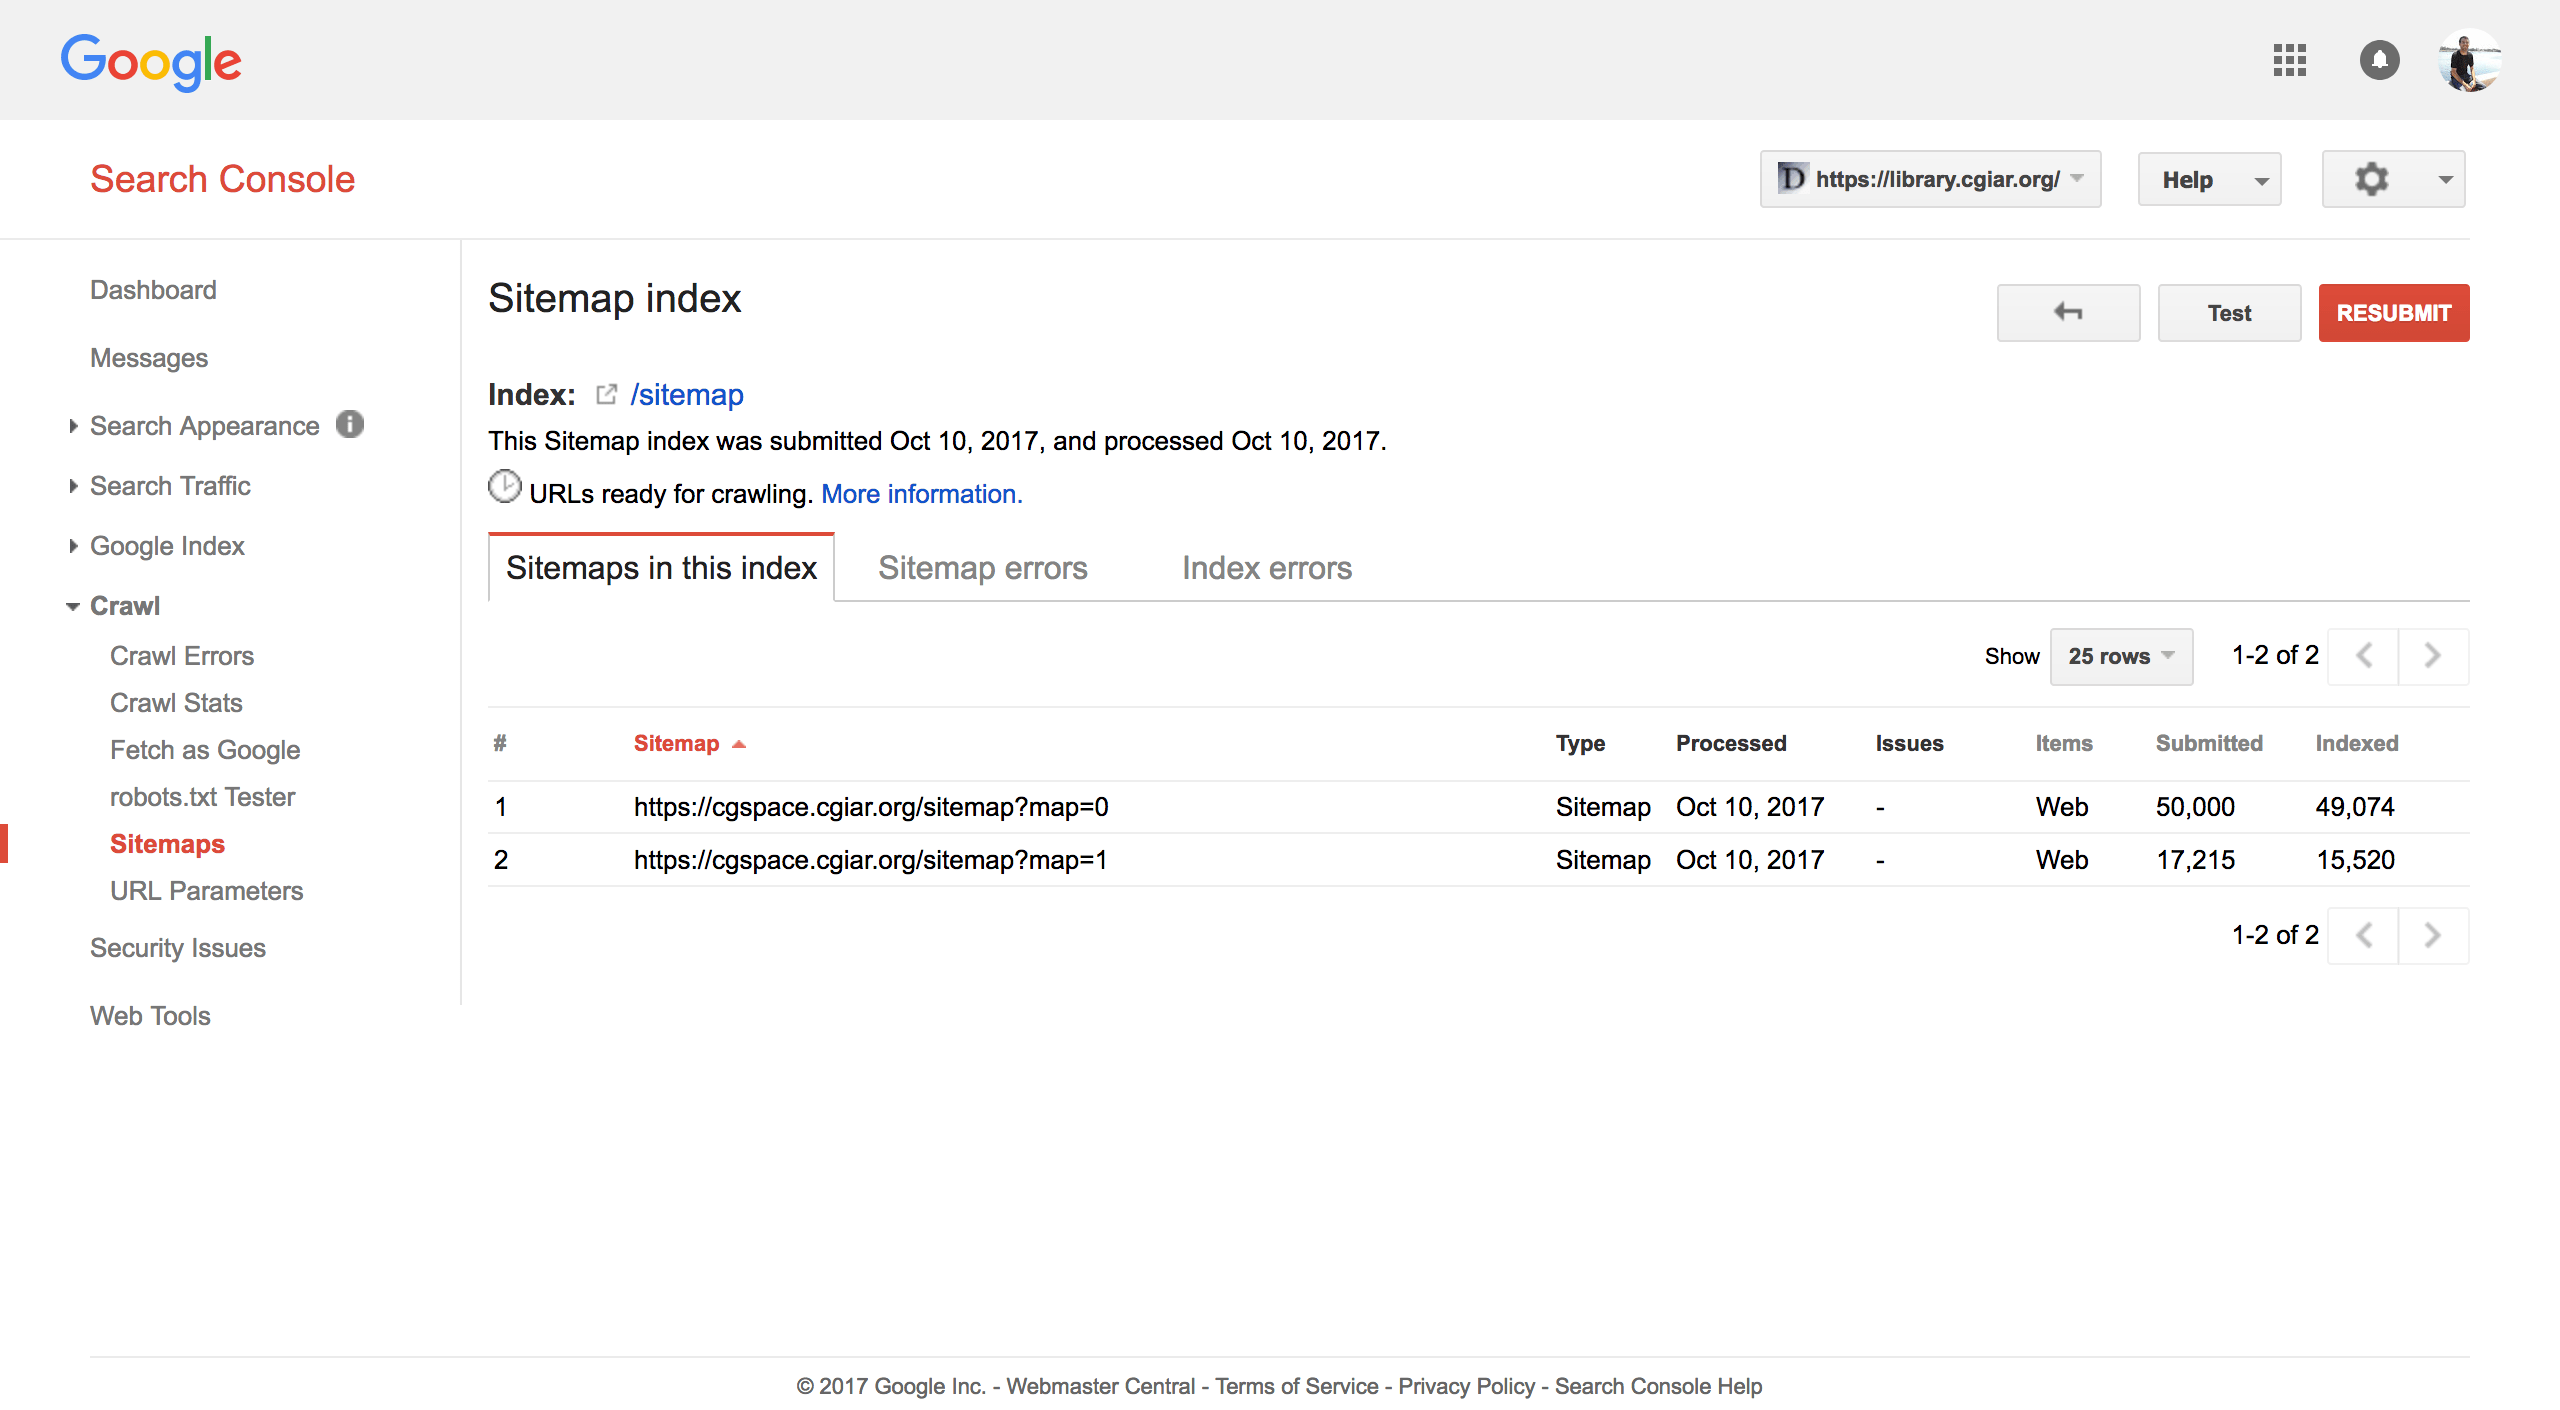 Google
Search Console
D https://library.cgiar.org/
Help
Dashboard
Messages
Search Appearance
Search Traffic
Google Index
Crawl
Crawl Errors
Crawl Stats
Fetch as Google
robots.txt Tester
Sitemaps
URL Parameters
Security Issues
Web Tools
Sitemap index
Test
RESUBMIT
Index: /sitemap
This Sitemap index was submitted Oct 10, 2017, and processed Oct 10, 2017.
URLs ready for crawling. More information.
Sitemaps in this index Sitemap errors Index errors
Show 25 rows 1-2 of 2
# Sitemap Type Processed Issues Items Submitted Indexed
1 https://cgspace.cgiar.org/sitemap?map=0 Sitemap Oct 10, 2017 - Web 50,000 49,074
2 https://cgspace.cgiar.org/sitemap?map=1 Sitemap Oct 10, 2017 - Web 17,215 15,520
1-2 of 2
© 2017 Google Inc. - Webmaster Central - Terms of Service - Privacy Policy - Search Console Help